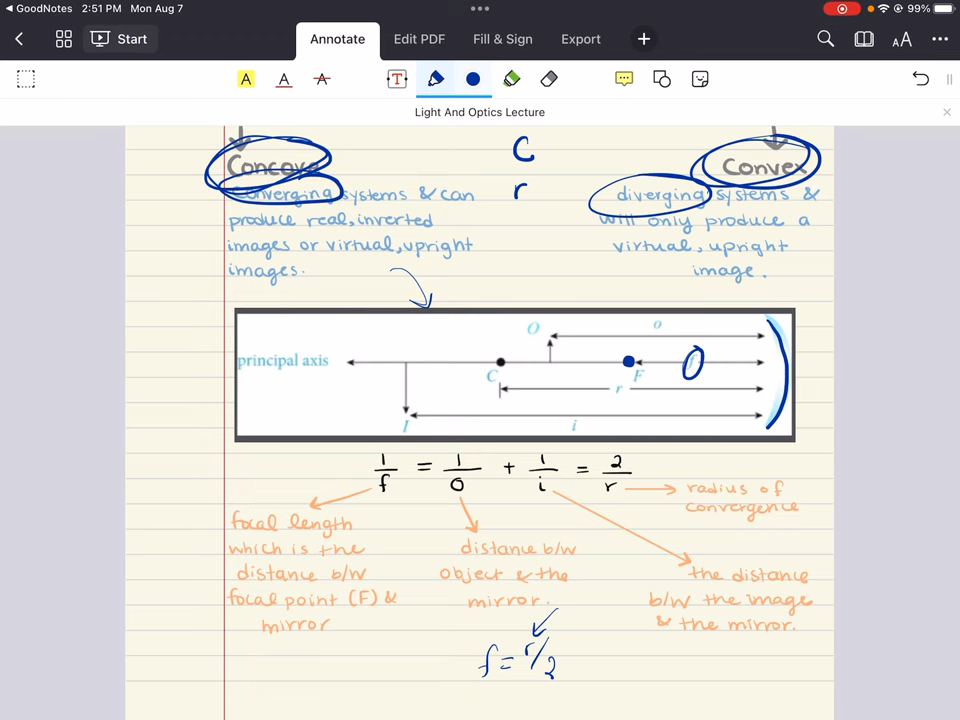 GoodNotes 2:51 PM Mon Aug 7 99%
Start Annotate Edit PDF Fill & Sign Export
A A A T
Light And Optics Lecture
Concave C Convex
Converging systems & can r diverging systems &
produce real, inverted will only produce a
images or virtual, upright virtual, upright
images. image.
O o
principal axis
C F
r
I i
1/f = 1/o + 1/i = 2/r radius of
convergence
focal length
which is the
distance b/w
focal point (F) &
mirror
distance b/w
object & the
mirror.
the distance
b/w the image
& the mirror.
f = r/2